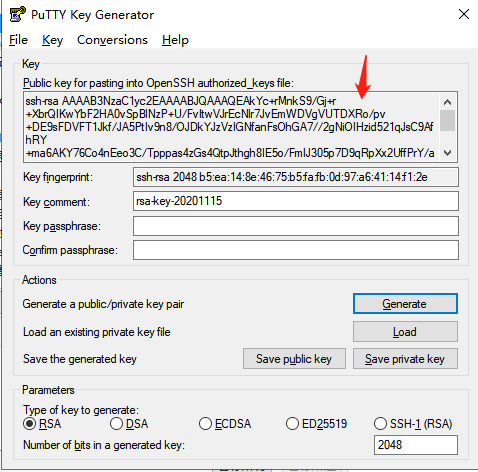 PuTTY Key Generator
File Key Conversions Help
Key
Public key for pasting into OpenSSH authorized_keys file:
ssh-rsa AAAAB3NzaC1yc2EAAAABJQAAAQEAkYc+rMnkS9/Gj+r
+XbrQIKwYbF2HA0vSpBlNzP+U/FvItwVJrEcNlr7JvEmWDVgVUTDXRo/pv
+DE9sFDVFT1Jkf/JA5PtIv9n8/OJDkYJzVzIGNfanFsOhGA7//2gNiOIHzid521qJsC9Af
hRY
+ma6AKY76Co4nEeo3C/Tpppas4zGs4QtpJthgh8IE5o/FmIJ305p7D9qRpXx2UffPrY/a
Key fingerprint: ssh-rsa 2048 b5:ea:14:8e:46:75:b5:fa:fb:0d:97:a6:41:14:f1:2e
Key comment: rsa-key-20201115
Key passphrase:
Confirm passphrase:
Actions
Generate a public/private key pair Generate
Load an existing private key file Load
Save the generated key Save public key Save private key
Parameters
Type of key to generate:
RSA DSA ECDSA ED25519 SSH-1 (RSA)
Number of bits in a generated key: 2048